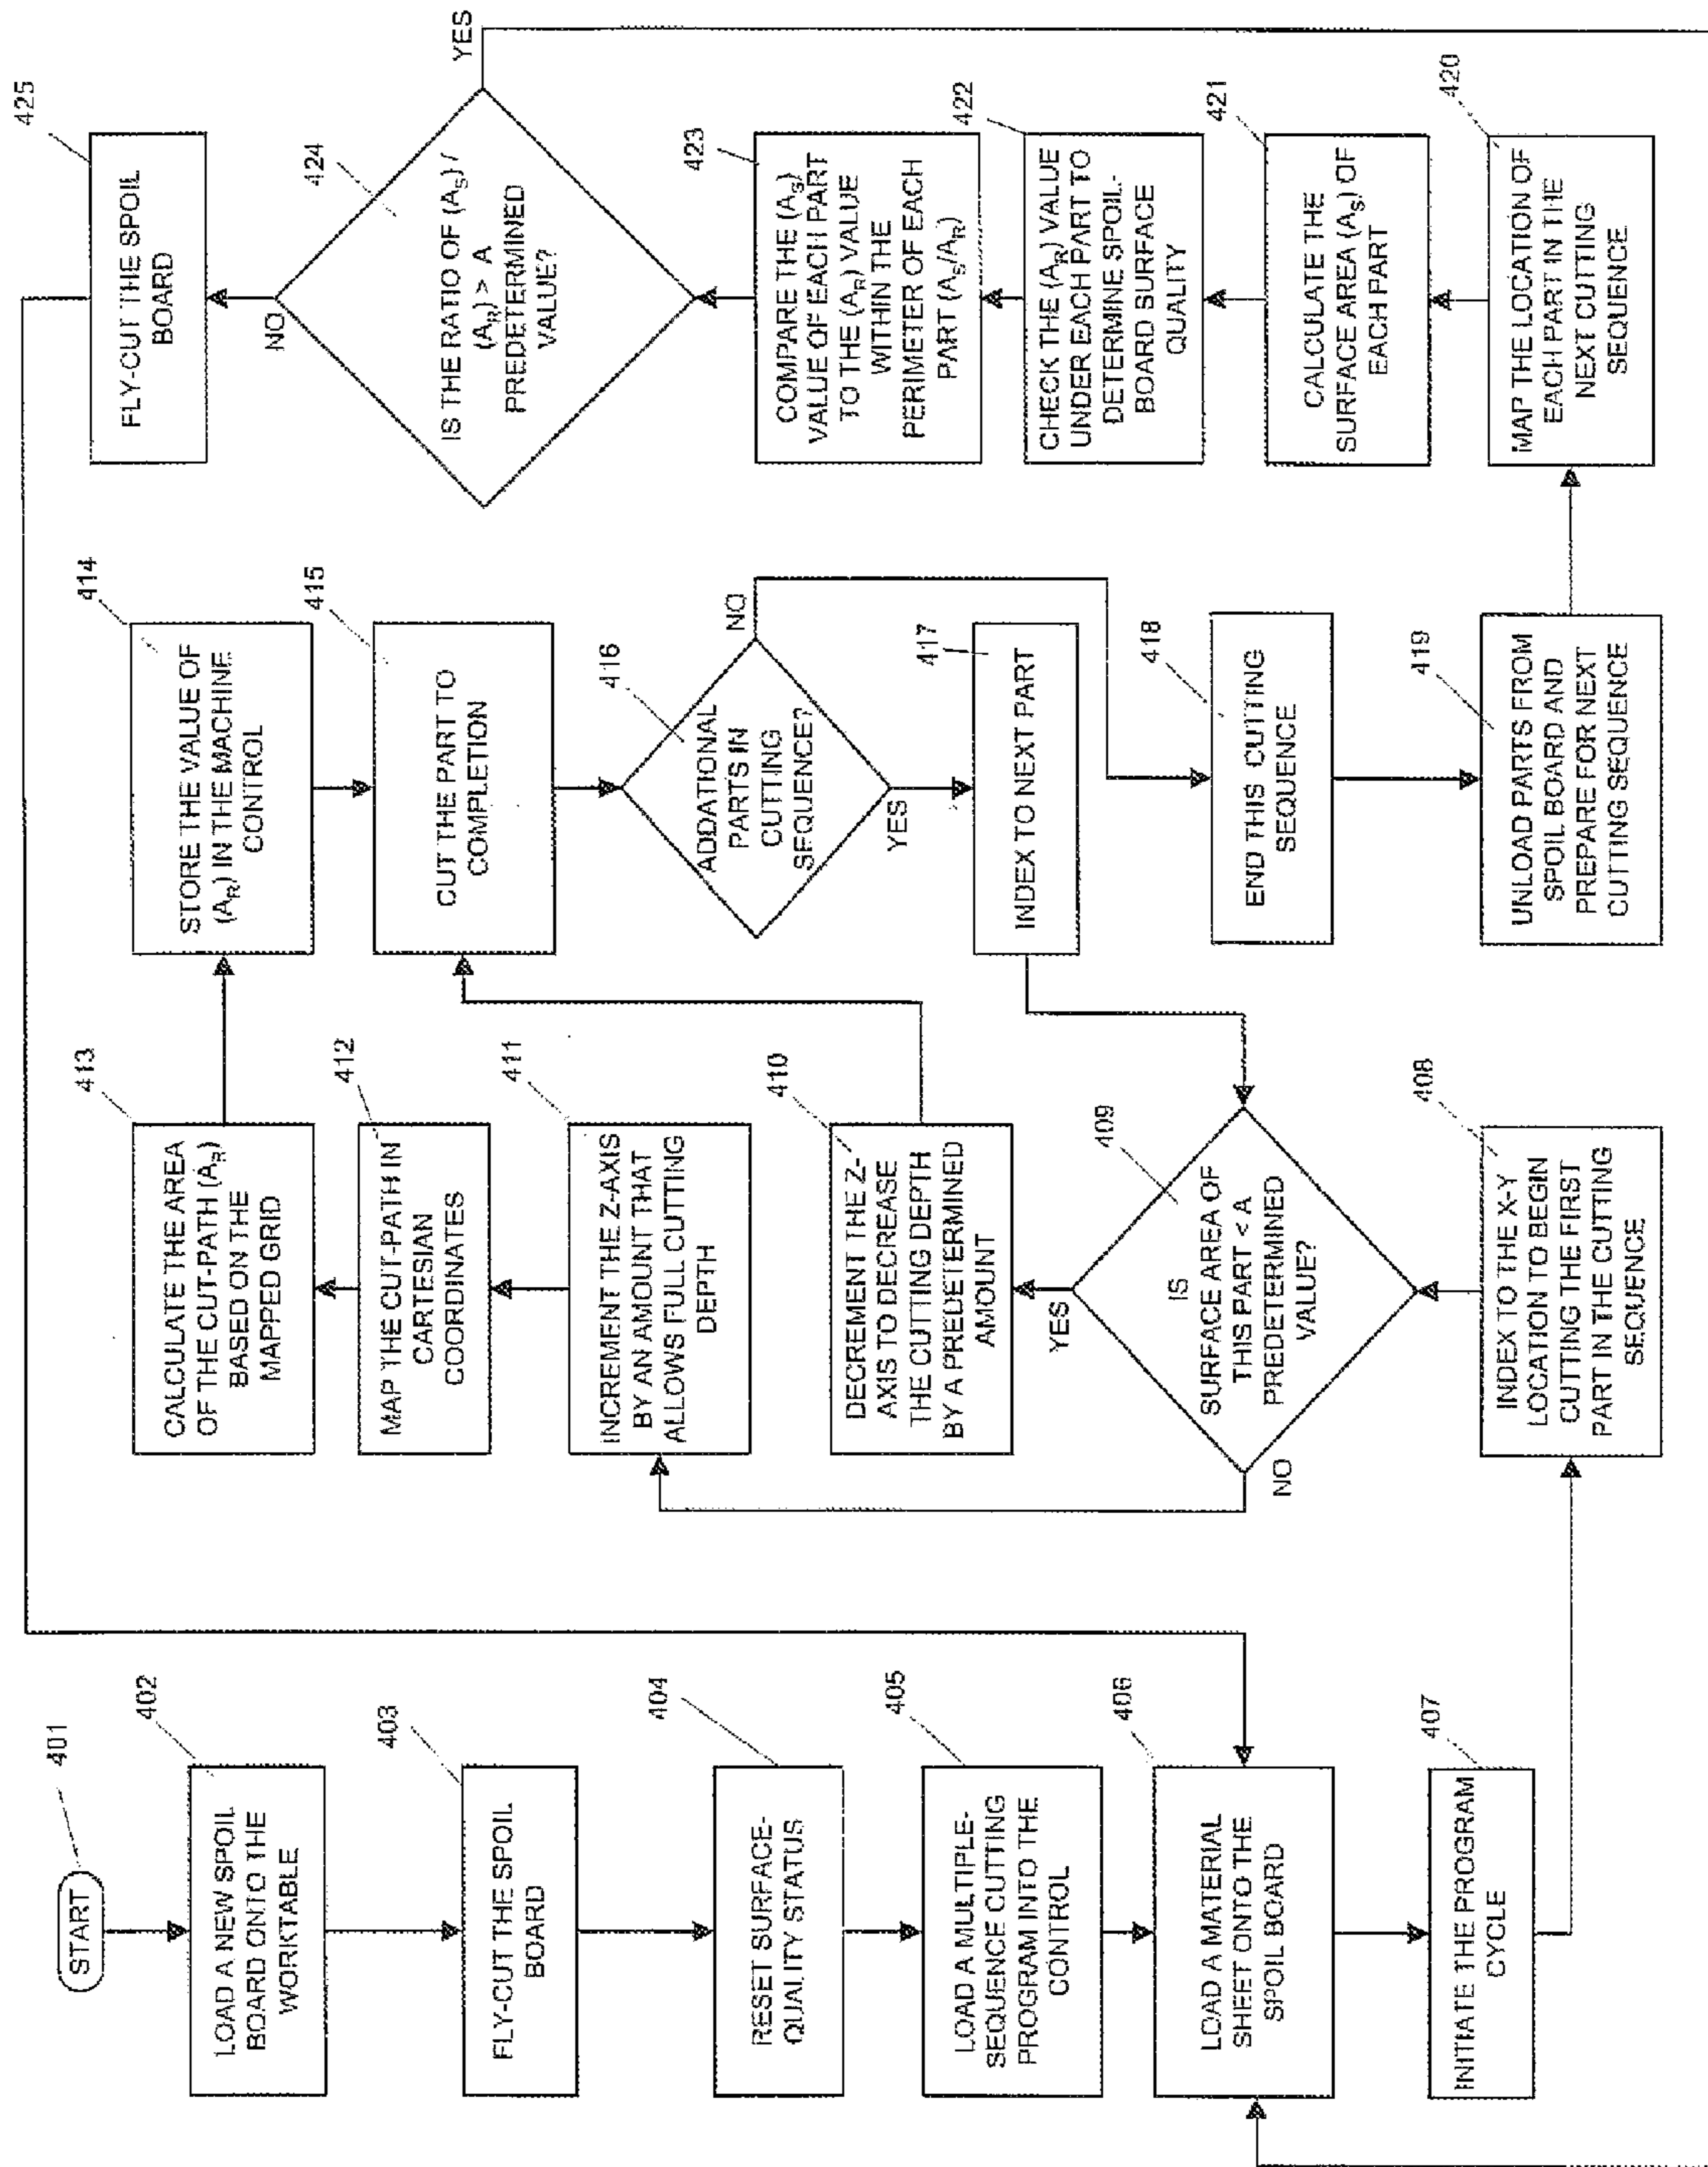 START
401
LOAD A NEW SPOIL
BOARD ONTO THE
WORKTABLE
402
FLY-CUT THE SPOIL
BOARD
403
RESET SURFACE-
QUALITY STATUS
404
LOAD A MULTIPLE-
SEQUENCE CUTTING
PROGRAM INTO THE
CONTROL
405
LOAD A MATERIAL
SHEET ONTO THE
SPOIL BOARD
406
INITIATE THE PROGRAM
CYCLE
407
INDEX TO THE X-Y
LOCATION TO BEGIN
CUTTING THE FIRST
PART IN THE CUTTING
SEQUENCE
408
IS
SURFACE AREA OF
THIS PART < A
PREDETERMINED
VALUE?
409
YES
NO
DECREMENT THE Z-
AXIS TO DECREASE
THE CUTTING DEPTH
BY A PREDETERMINED
AMOUNT
410
INCREMENT THE Z-AXIS
BY AN AMOUNT THAT
ALLOWS FULL CUTTING
DEPTH
411
MAP THE CUT-PATH IN
CARTESIAN
COORDINATES
412
CALCULATE THE AREA
OF THE CUT-PATH (AR)
BASED ON THE
MAPPED GRID
413
STORE THE VALUE OF
(AR) IN THE MACHINE
CONTROL
414
CUT THE PART TO
COMPLETION
415
ADDATIONAL
PARTS IN
CUTTING
SEQUENCE?
416
NO
YES
INDEX TO NEXT PART
417
END THIS CUTTING
SEQUENCE
418
UNLOAD PARTS FROM
SPOIL BOARD AND
PREPARE FOR NEXT
CUTTING SEQUENCE
419
MAP THE LOCATION OF
EACH PART IN THE
NEXT CUTTING
SEQUENCE
420
CALCULATE THE
SURFACE AREA (AS) OF
EACH PART
421
CHECK THE (AR) VALUE
UNDER EACH PART TO
DETERMINE SPOIL-
BOARD SURFACE
QUALITY
422
COMPARE THE (AS)
VALUE OF EACH PART
TO THE (AR) VALUE
WITHIN THE
PERIMETER OF EACH
PART (AS/AR)
423
IS THE RATIO OF (AS) /
(AR) > A
PREDETERMINED
VALUE?
424
YES
NO
FLY-CUT THE SPOIL
BOARD
425